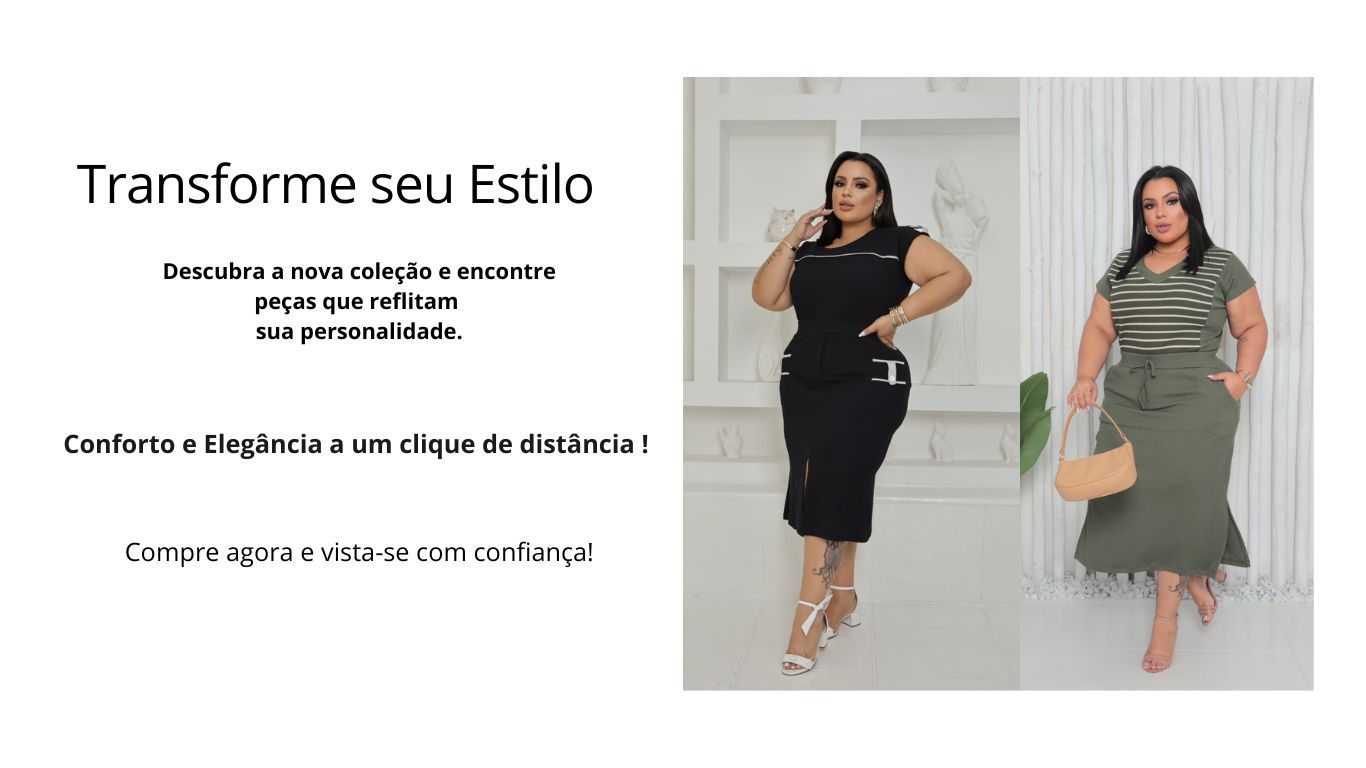 Transforme seu Estilo
Descubra a nova coleção e encontre
peças que reflitam
sua personalidade.
Conforto e Elegância a um clique de distância !
Compre agora e vista-se com confiança!